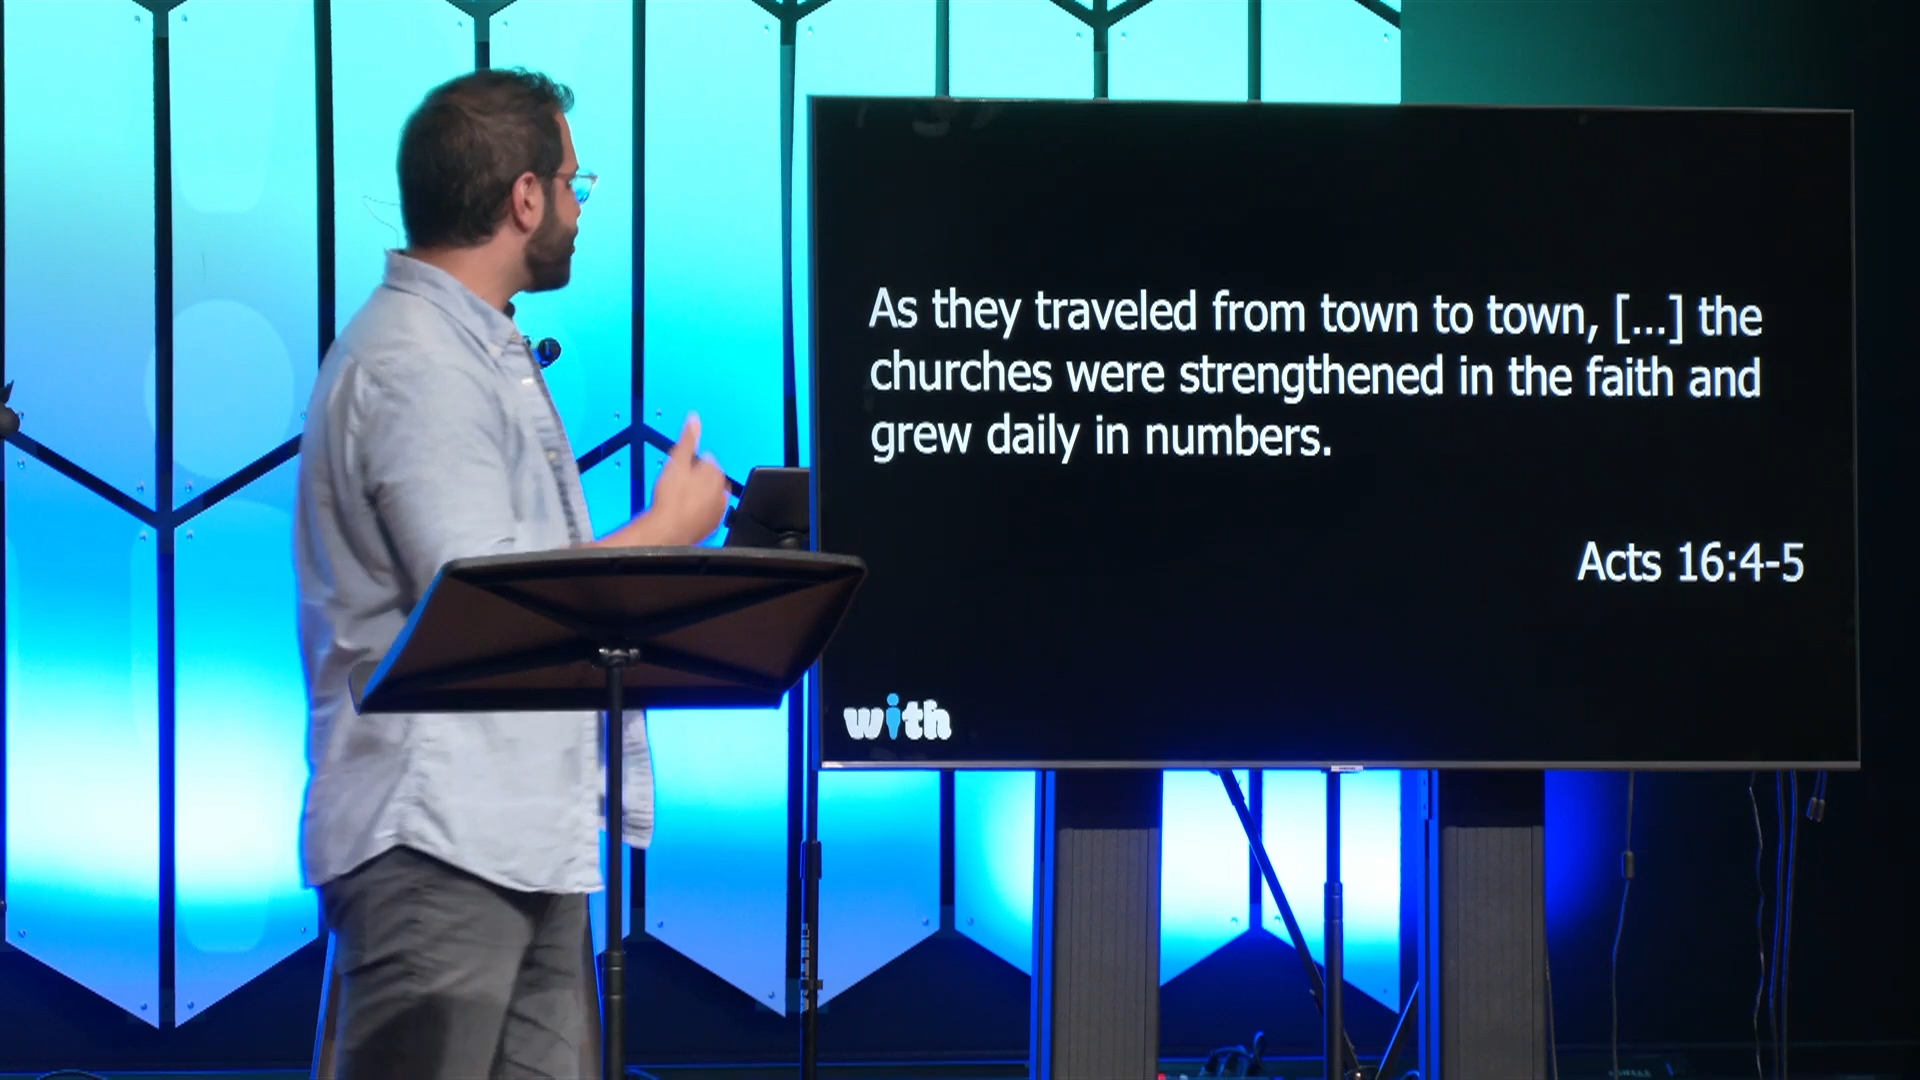 As they traveled from town to town, [...] the
churches were strengthened in the faith and
grew daily in numbers.
Acts 16:4-5
with